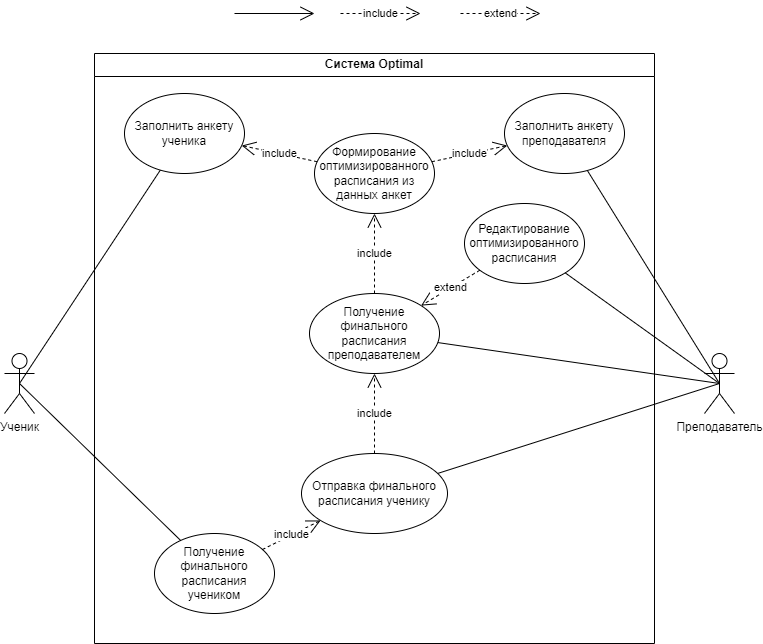 include
extend
Система Optimal
Заполнить анкету
ученика
Заполнить анкету
преподавателя
include
include
Формирование
оптимизированного
расписания из
данных анкет
Редактирование
оптимизированного
расписания
include
extend
Получение
финального
расписания
преподавателем
include
Ученик
Преподаватель
Отправка финального
расписания ученику
include
Получение
финального
расписания
учеником